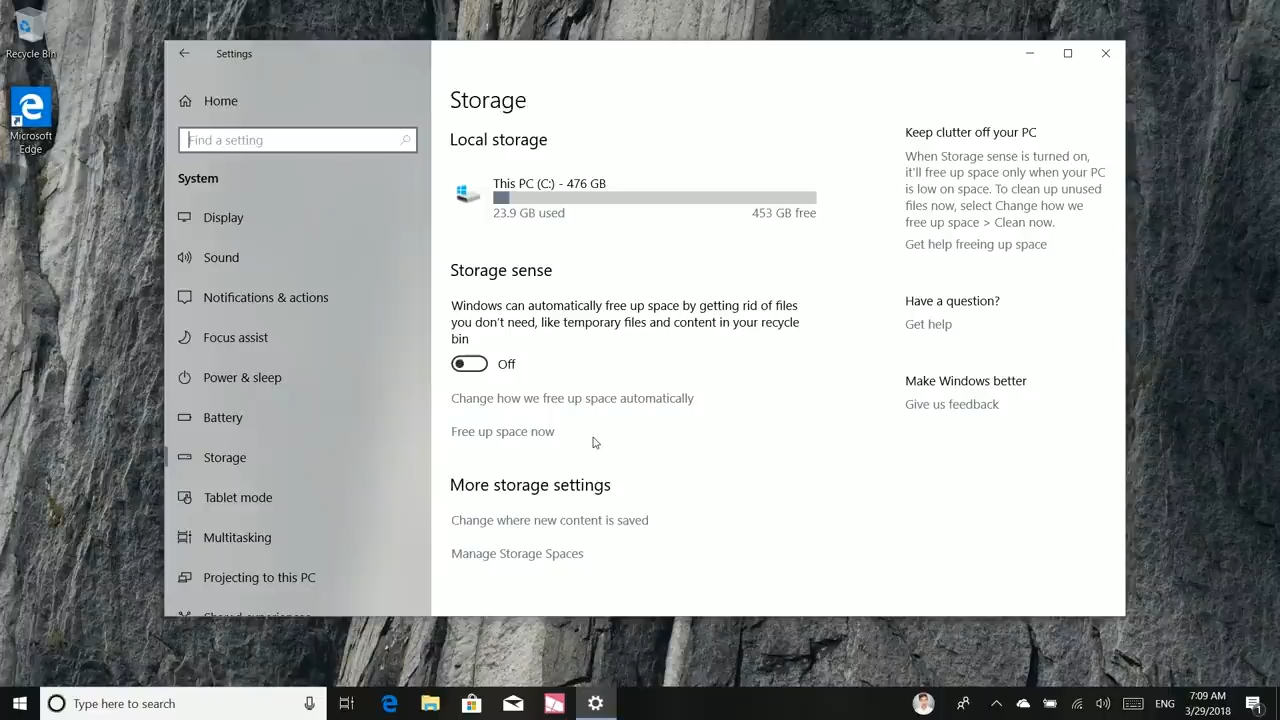 Recycle Bin
Microsoft
Edge
Settings
Home
Find a setting
System
Display
Sound
Notifications & actions
Focus assist
Power & sleep
Battery
Storage
Tablet mode
Multitasking
Projecting to this PC
Shared experiences
Storage
Local storage
This PC (C:) - 476 GB
23.9 GB used
453 GB free
Storage sense
Windows can automatically free up space by getting rid of files
you don't need, like temporary files and content in your recycle
bin
Off
Change how we free up space automatically
Free up space now
More storage settings
Change where new content is saved
Manage Storage Spaces
Keep clutter off your PC
When Storage sense is turned on,
it'll free up space only when your PC
is low on space. To clean up unused
files now, select Change how we
free up space > Clean now.
Get help freeing up space
Have a question?
Get help
Make Windows better
Give us feedback
Type here to search
ENG
7:09 AM
3/29/2018
1